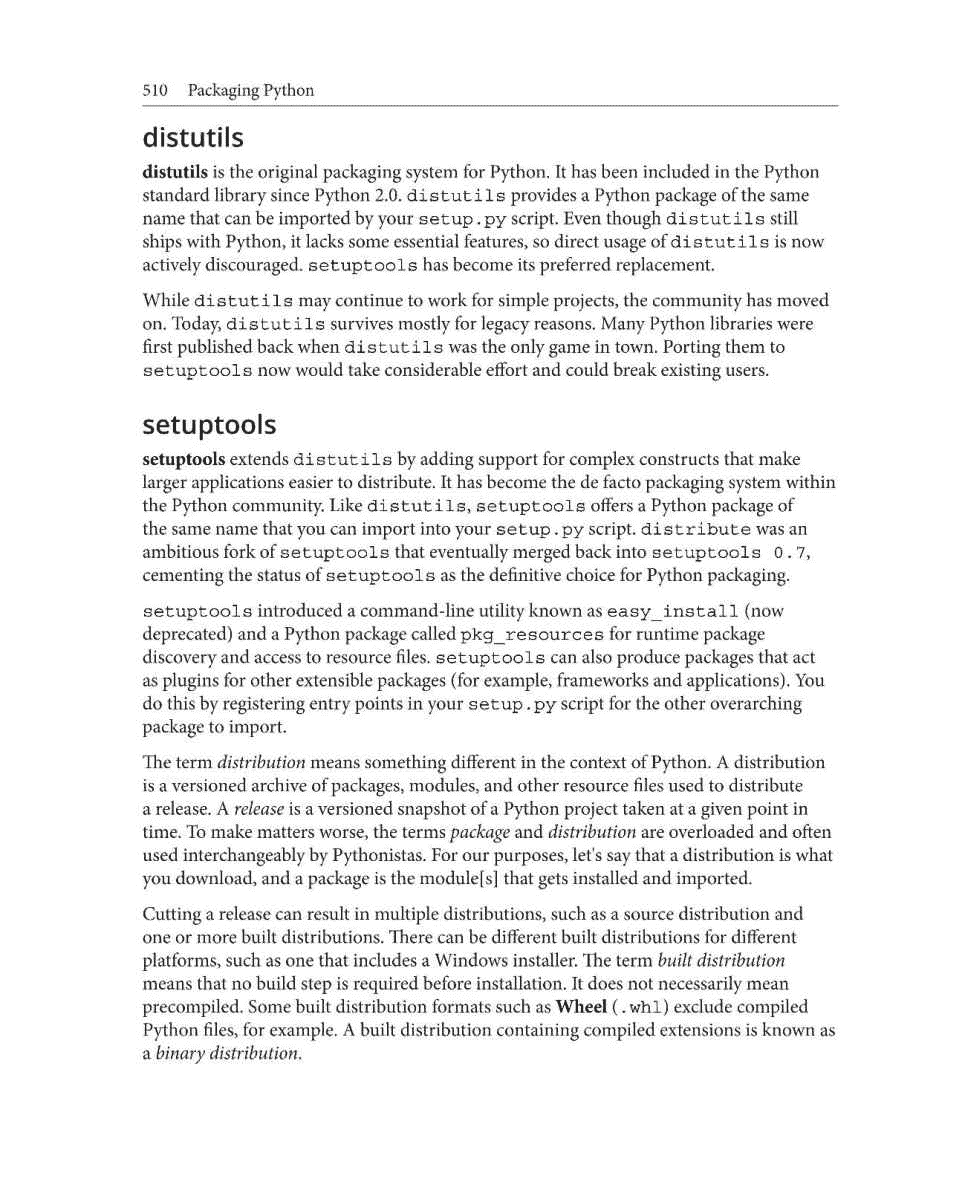 510 Packaging Python
distutils
distutils is the original packaging system for Python. It has been included in the Python
standard library since Python 2.0. distutils provides a Python package of the same
name that can be imported by your setup.py script. Even though distutils still
ships with Python, it lacks some essential features, so direct usage of distutils is now
actively discouraged. setuptools has become its preferred replacement.
While distutils may continue to work for simple projects, the community has moved
on. Today, distutils survives mostly for legacy reasons. Many Python libraries were
first published back when distutils was the only game in town. Porting them to
setuptools now would take considerable effort and could break existing users.
setuptools
setuptools extends distutils by adding support for complex constructs that make
larger applications easier to distribute. It has become the de facto packaging system within
the Python community. Like distutils, setuptools offers a Python package of
the same name that you can import into your setup.py script. distribute was an
ambitious fork of setuptools that eventually merged back into setuptools 0.7,
cementing the status of setuptools as the definitive choice for Python packaging.
setuptools introduced a command-line utility known as easy_install (now
deprecated) and a Python package called pkg_resources for runtime package
discovery and access to resource files. setuptools can also produce packages that act
as plugins for other extensible packages (for example, frameworks and applications). You
do this by registering entry points in your setup.py script for the other overarching
package to import.
The term distribution means something different in the context of Python. A distribution
is a versioned archive of packages, modules, and other resource files used to distribute
a release. A release is a versioned snapshot of a Python project taken at a given point in
time. To make matters worse, the terms package and distribution are overloaded and often
used interchangeably by Pythonistas. For our purposes, let's say that a distribution is what
you download, and a package is the module[s] that gets installed and imported.
Cutting a release can result in multiple distributions, such as a source distribution and
one or more built distributions. There can be different built distributions for different
platforms, such as one that includes a Windows installer. The term built distribution
means that no build step is required before installation. It does not necessarily mean
precompiled. Some built distribution formats such as Wheel (.whl) exclude compiled
Python files, for example. A built distribution containing compiled extensions is known as
a binary distribution.